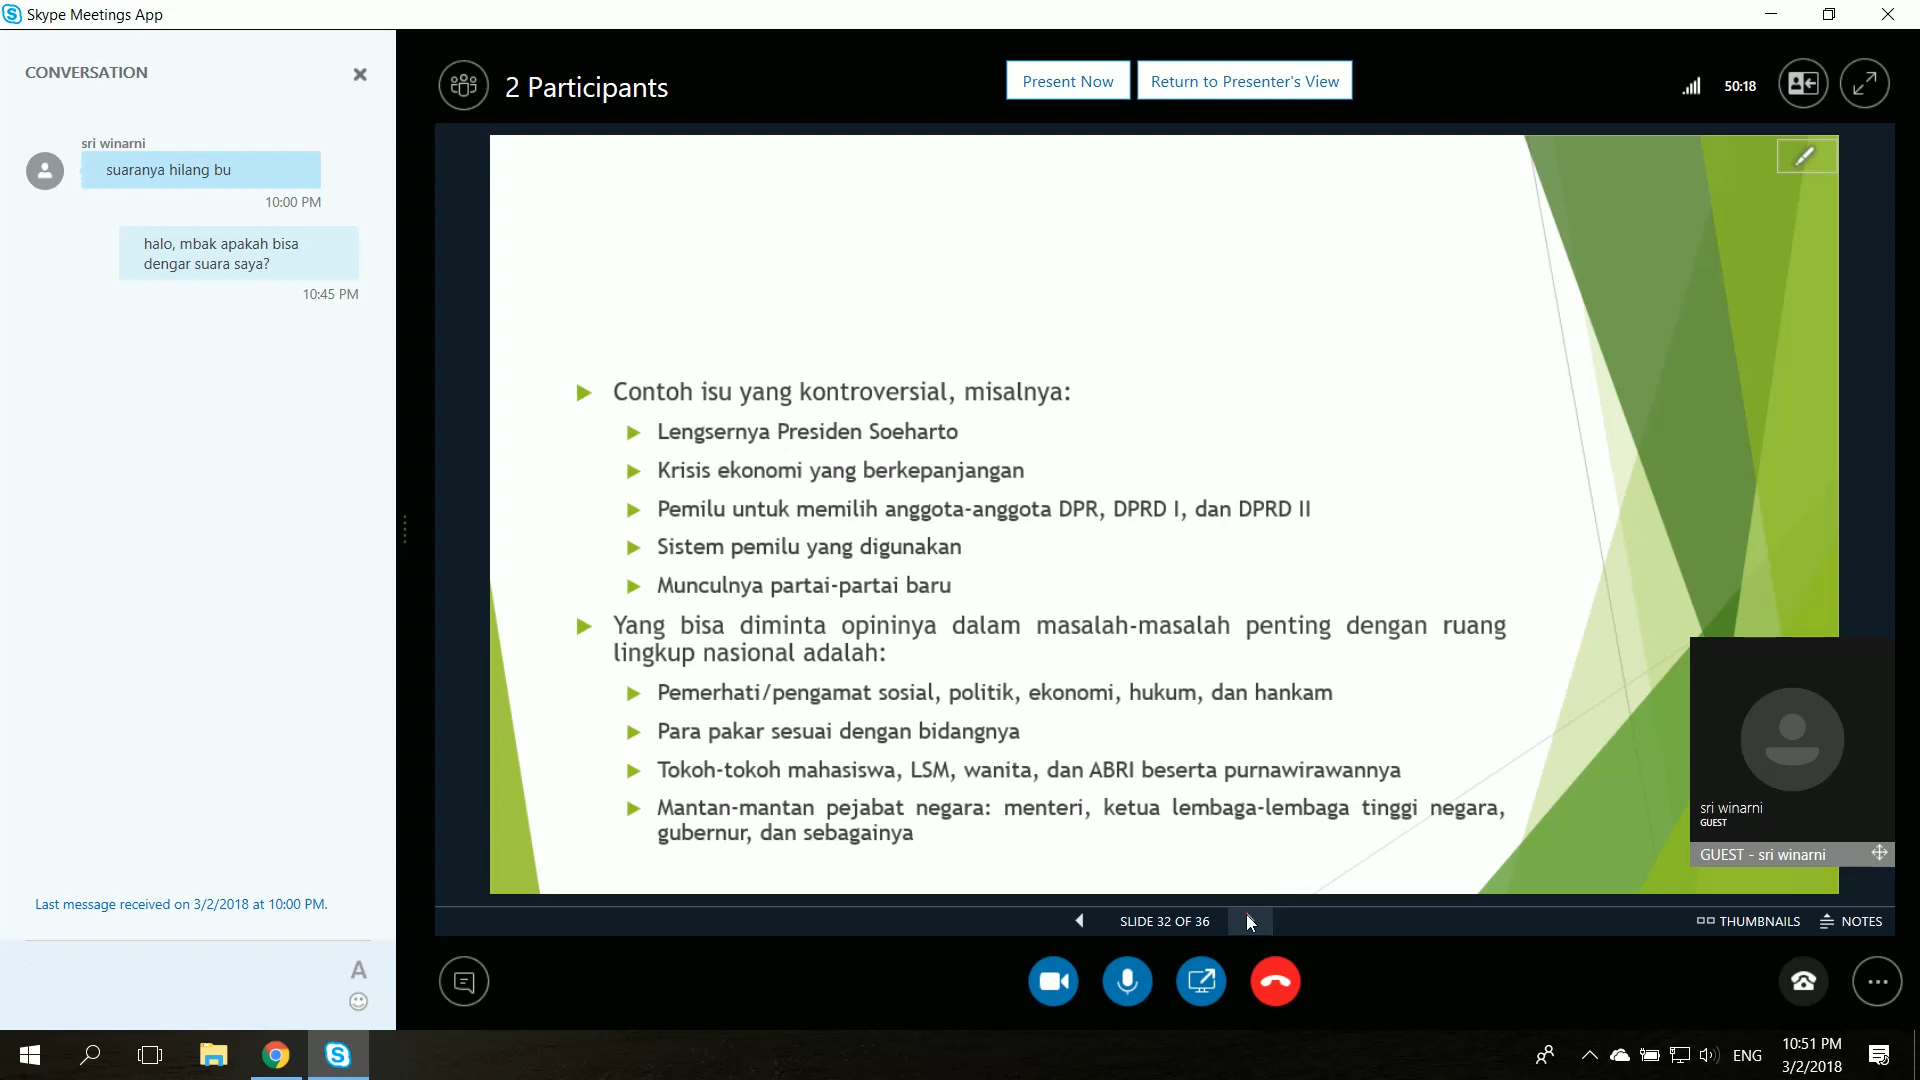 Skype Meetings App
CONVERSATION
sri winarni
suaranya hilang bu
10:00 PM
halo, mbak apakah bisa
dengar suara saya?
10:45 PM
Last message received on 3/2/2018 at 10:00 PM.
A
2 Participants
Present Now
Return to Presenter's View
50:18
Contoh isu yang kontroversial, misalnya:
Lengsernya Presiden Soeharto
Krisis ekonomi yang berkepanjangan
Pemilu untuk memilih anggota-anggota DPR, DPRD I, dan DPRD II
Sistem pemilu yang digunakan
Munculnya partai-partai baru
Yang bisa diminta opininya dalam masalah-masalah penting dengan ruang
lingkup nasional adalah:
Pemerhati/pengamat sosial, politik, ekonomi, hukum, dan hankam
Para pakar sesuai dengan bidangnya
Tokoh-tokoh mahasiswa, LSM, wanita, dan ABRI beserta purnawirawannya
Mantan-mantan pejabat negara: menteri, ketua lembaga-lembaga tinggi negara,
gubernur, dan sebagainya
sri winarni
GUEST
GUEST - sri winarni
SLIDE 32 OF 36
THUMBNAILS
NOTES
ENG
10:51 PM
3/2/2018